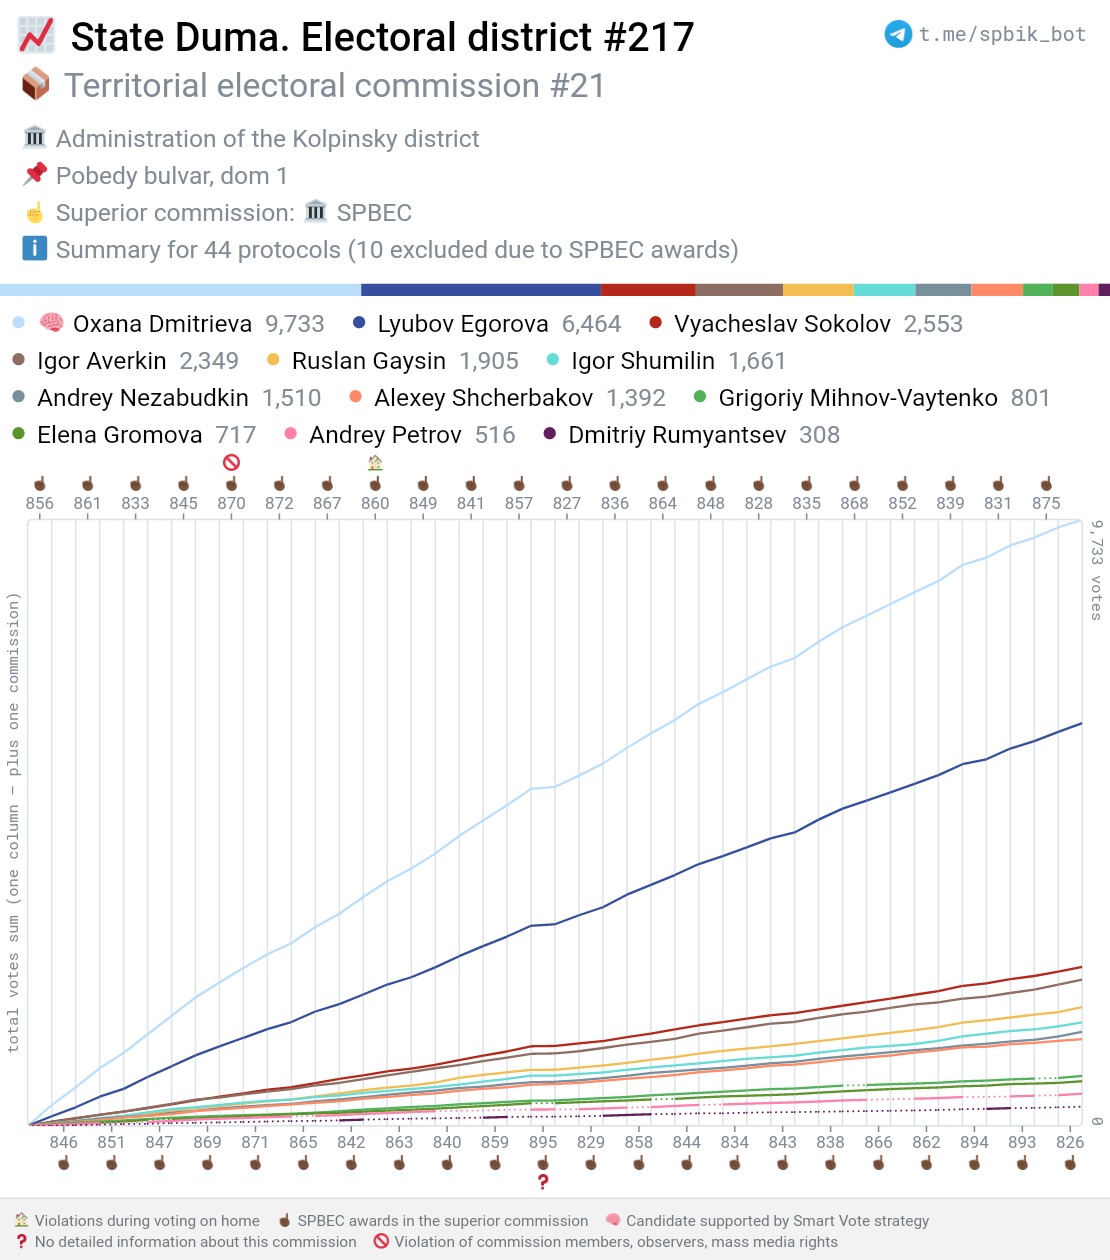 State Duma. Electoral district #217
t.me/spbik_bot
Territorial electoral commission #21
Administration of the Kolpinsky district
Pobedy bulvar, dom 1
Superior commission: SPBEC
Summary for 44 protocols (10 excluded due to SPBEC awards)
Oxana Dmitrieva 9,733 Lyubov Egorova 6,464 Vyacheslav Sokolov 2,553
Igor Averkin 2,349 Ruslan Gaysin 1,905 Igor Shumilin 1,661
Andrey Nezabudkin 1,510 Alexey Shcherbakov 1,392 Grigoriy Mihnov-Vaytenko 801
Elena Gromova 717 Andrey Petrov 516 Dmitriy Rumyantsev 308
856 861 833 845 870 872 867 860 849 841 857 827 836 864 848 828 835 868 852 839 831 875
9,733 votes
total votes sum (one column – plus one commission)
0
846 851 847 869 871 865 842 863 840 859 895 829 858 844 834 843 838 866 862 894 893 826
Violations during voting on home SPBEC awards in the superior commission Candidate supported by Smart Vote strategy
No detailed information about this commission Violation of commission members, observers, mass media rights